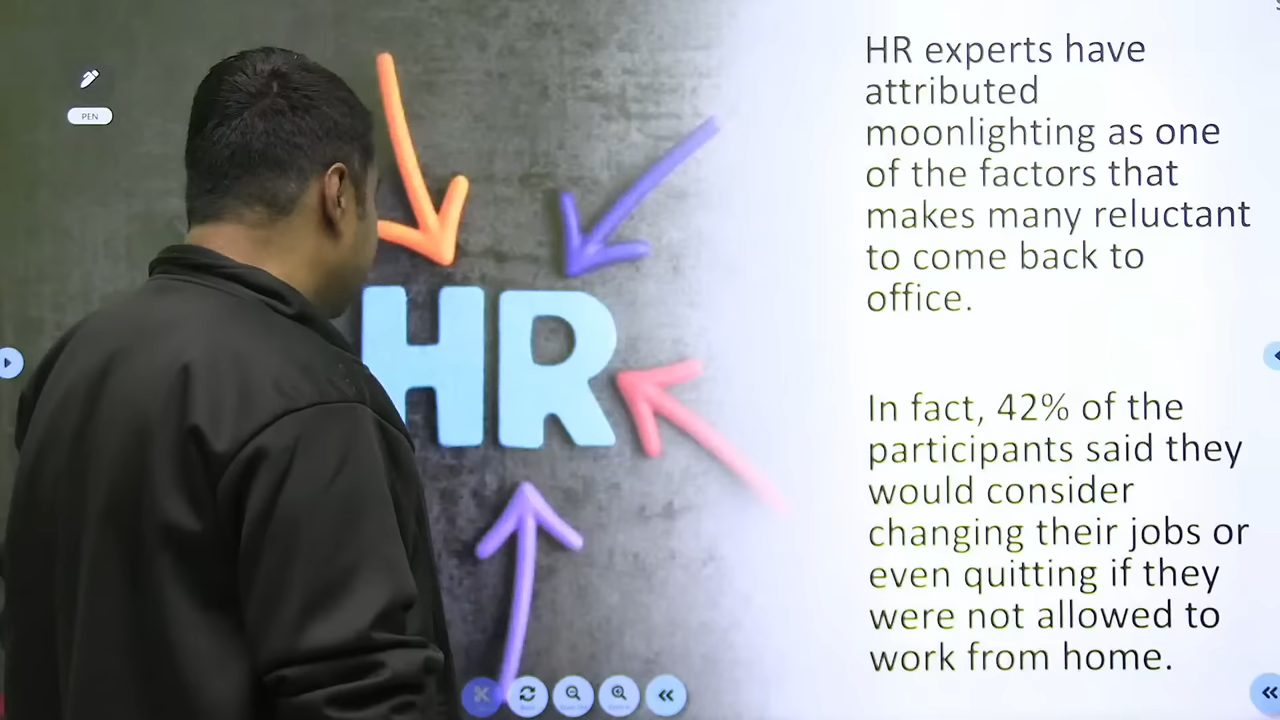 PEN
HR
HR experts have
attributed
moonlighting as one
of the factors that
makes many reluctant
to come back to
office.
In fact, 42% of the
participants said they
would consider
changing their jobs or
even quitting if they
were not allowed to
work from home.